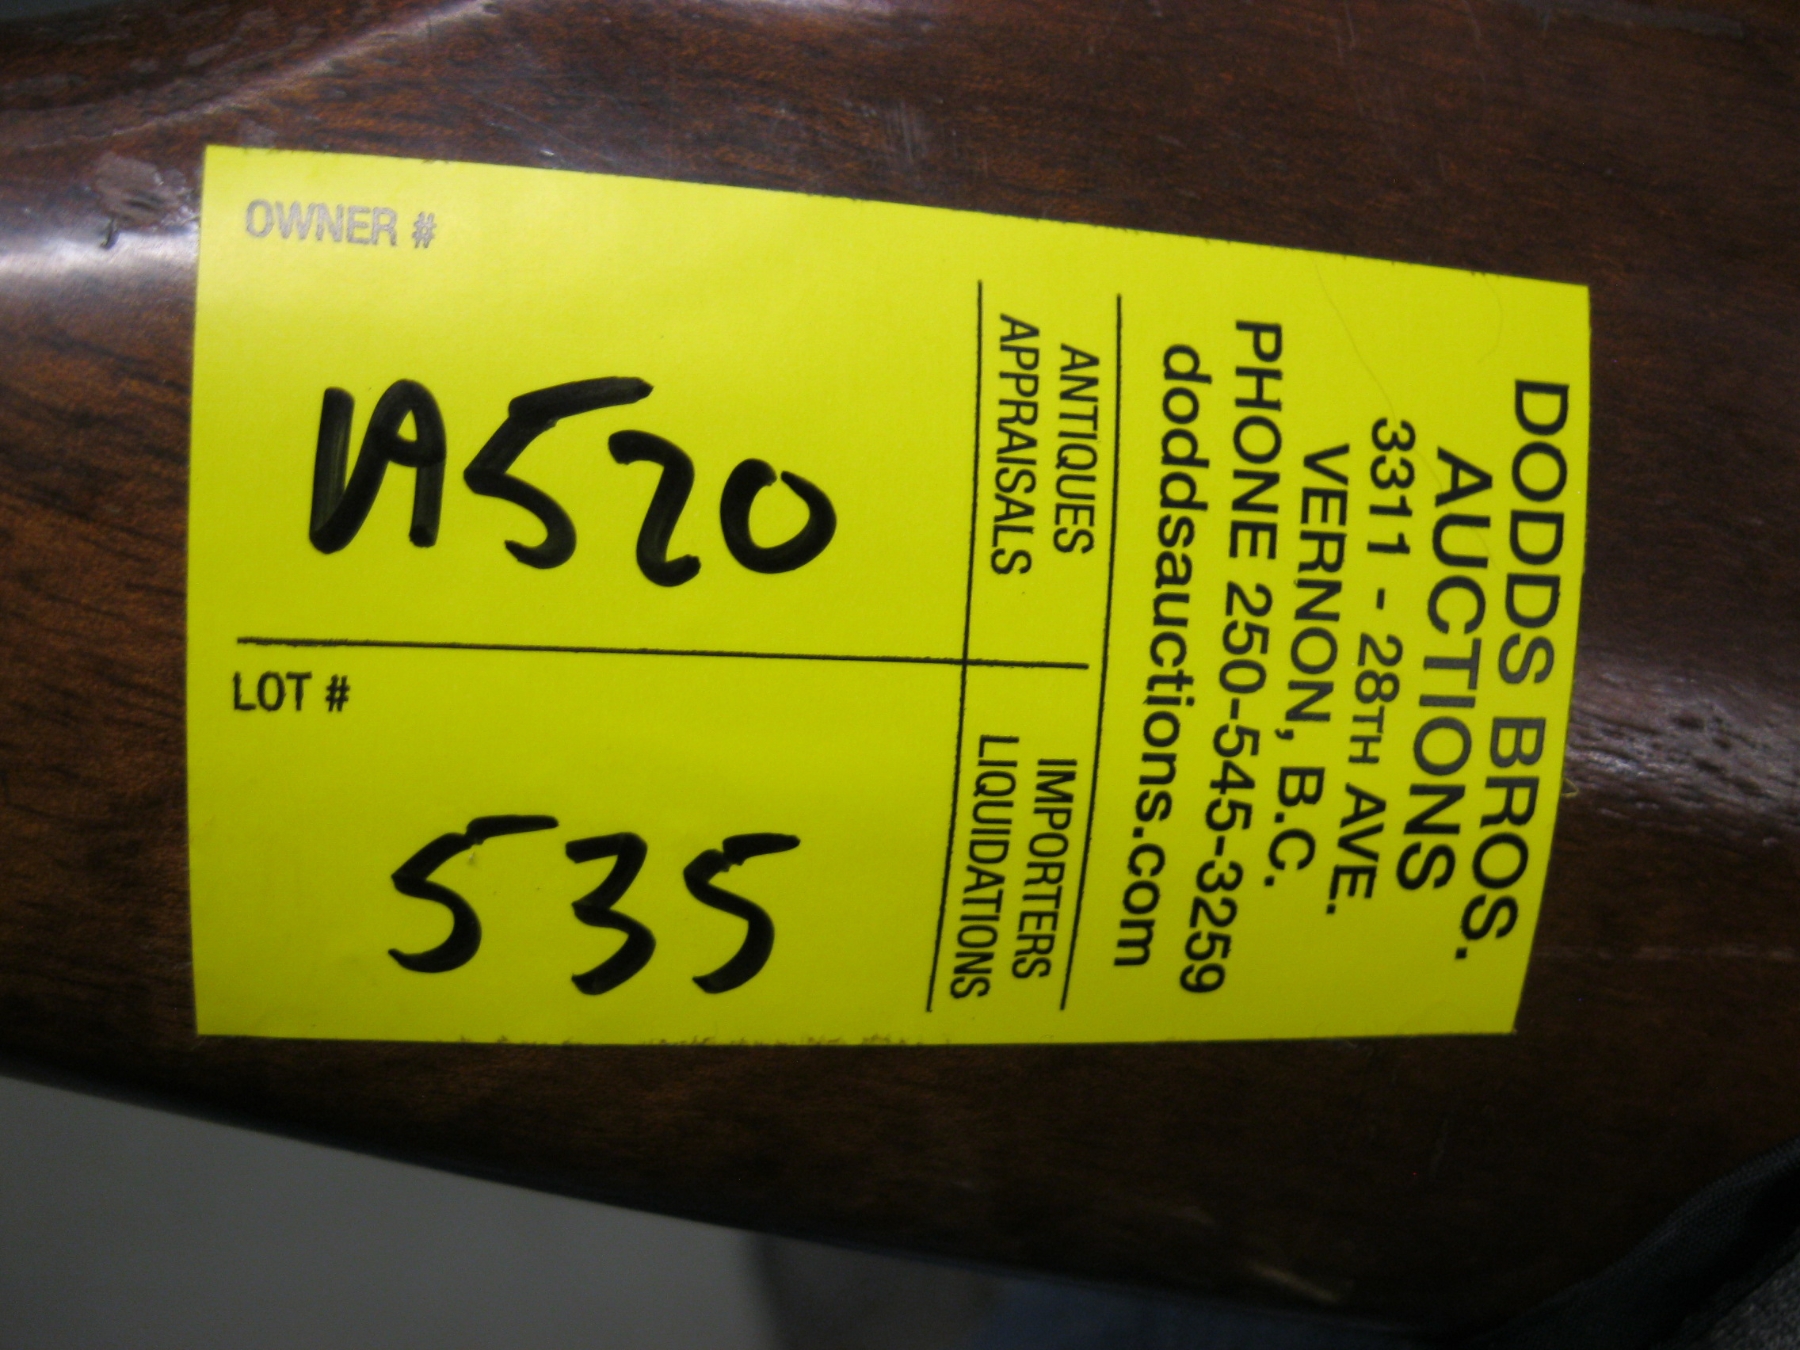 DODDS BROS.
AUCTIONS
3311 - 28TH AVE.
VERNON, B.C.
PHONE 250-545-3259
doddsauctions.com
ANTIQUES
APPRAISALS
IMPORTERS
LIQUIDATIONS
OWNER #
A520
LOT #
535